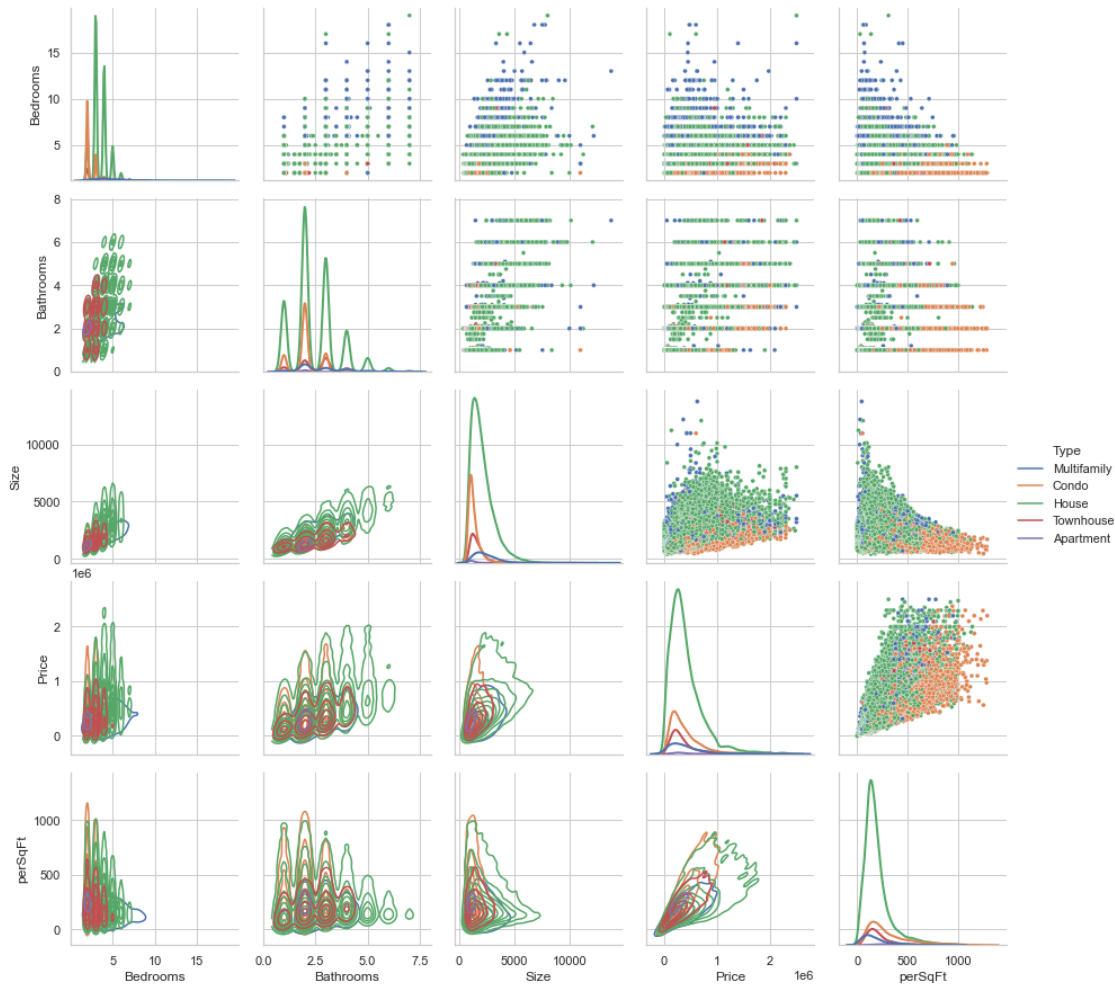 Bedrooms
15
10
5
Bathrooms
8
6
4
2
0
Size
10000
5000
0
Type
Multifamily
Condo
House
Townhouse
Apartment
1e6
Price
2
1
0
perSqFt
1000
500
0
5 10 15
Bedrooms
0.0 2.5 5.0 7.5
Bathrooms
0 5000 10000
Size
0 1 2
1e6
Price
0 500 1000
perSqFt